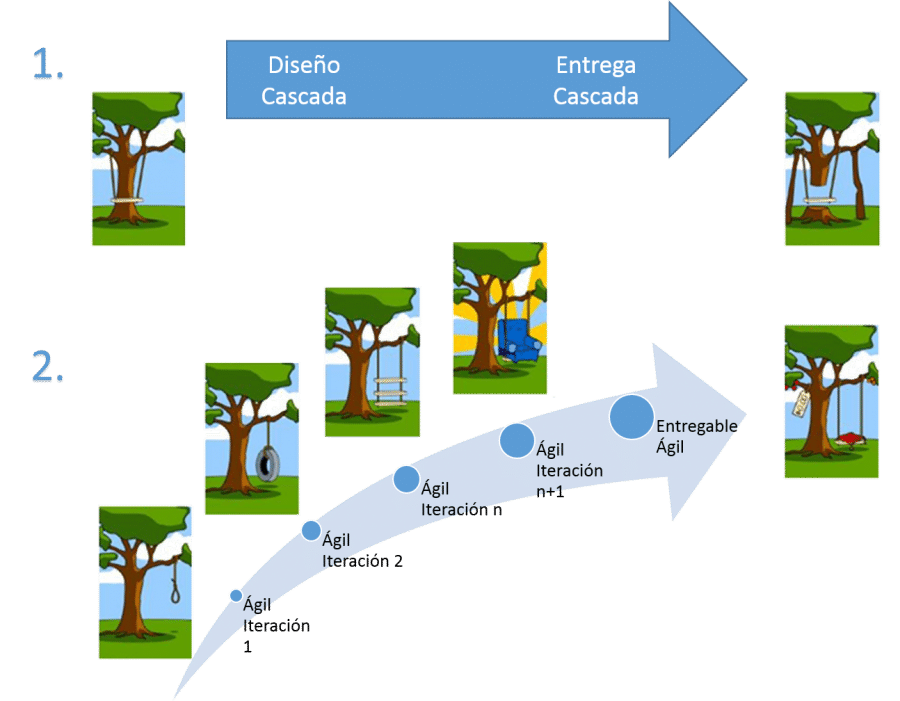 1.
Diseño
Cascada
Entrega
Cascada
2.
Entregable
Ágil
Ágil
Iteración
n+1
Ágil
Iteración n
Ágil
Iteración 2
Ágil
Iteración
1